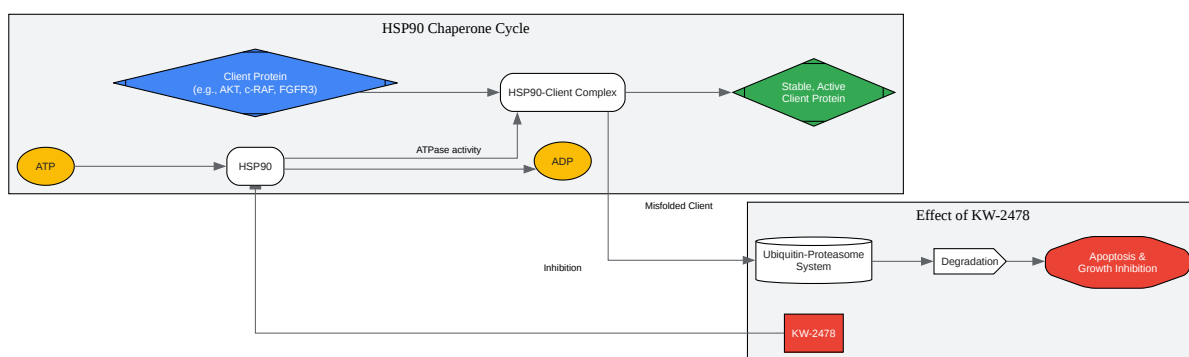 HSP90 Chaperone Cycle
Client Protein
(e.g., AKT, c-RAF, FGFR3)
HSP90-Client Complex
Stable, Active
Client Protein
ATP
HSP90
ATPase activity
ADP
Misfolded Client
Inhibition
Effect of KW-2478
Ubiquitin-Proteasome
System
Degradation
Apoptosis &
Growth Inhibition
KW-2478